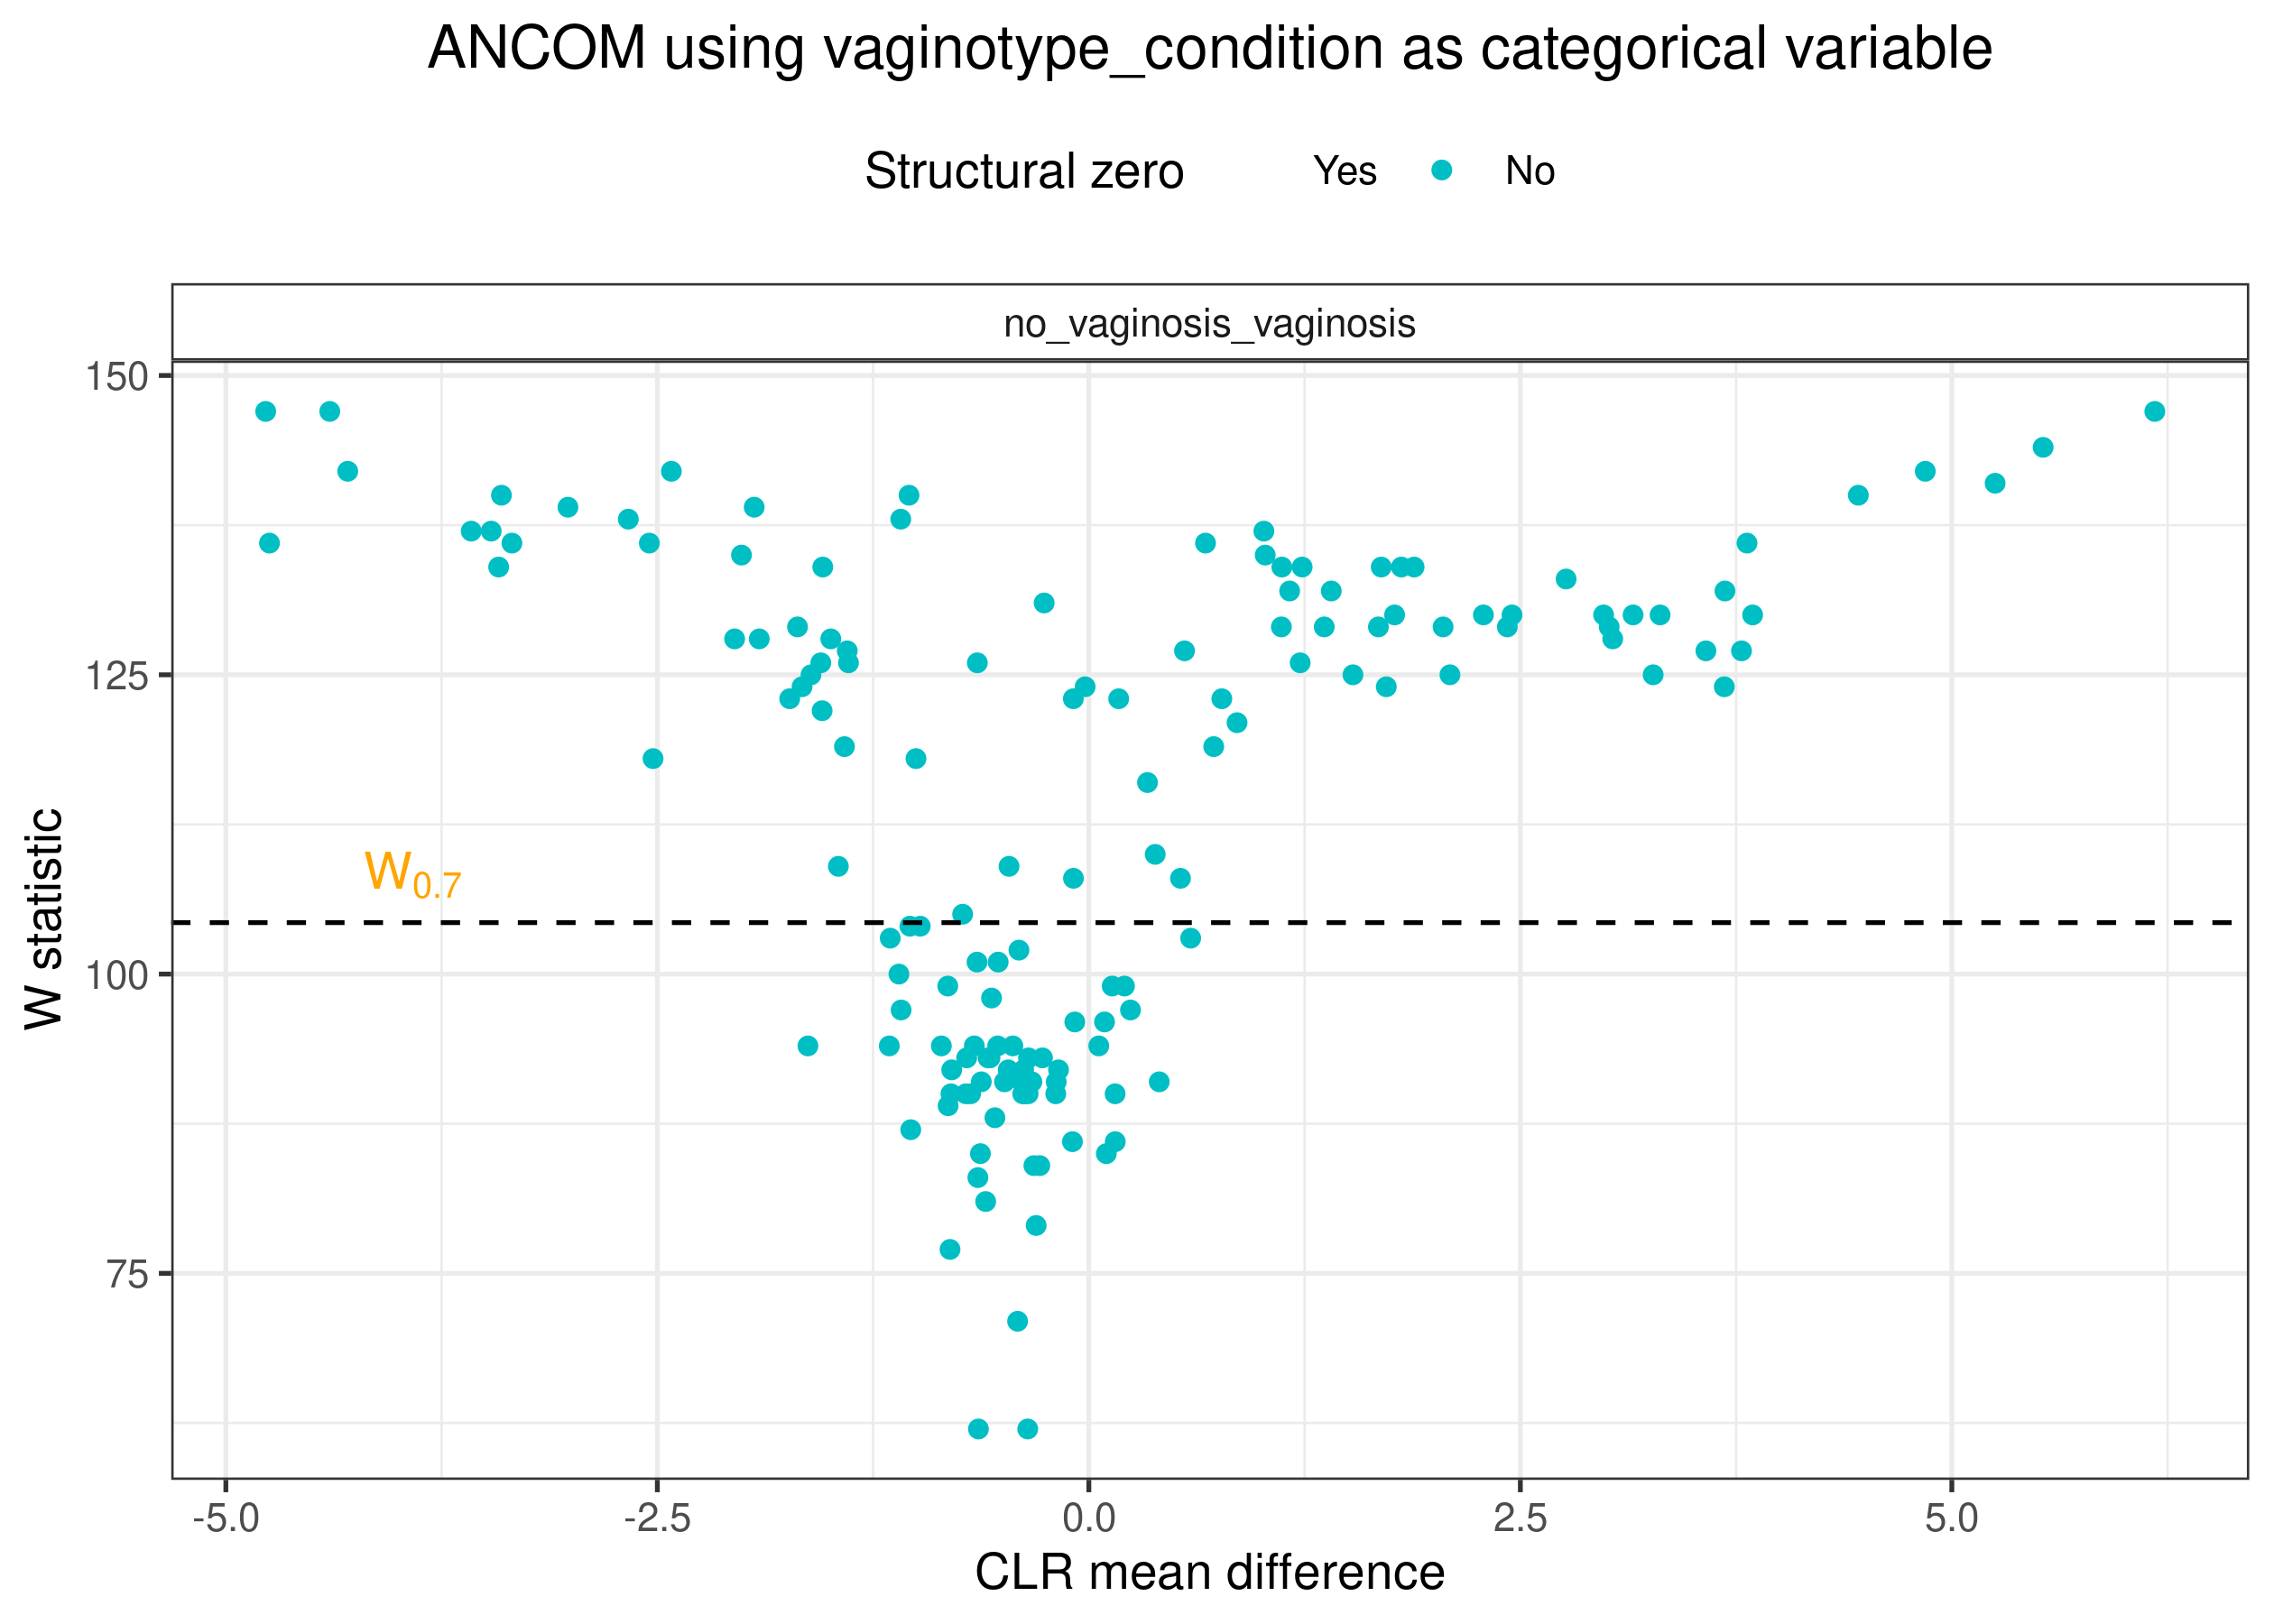 ANCOM using vaginotype_condition as categorical variable
Structural zero Yes No
no_vaginosis_vaginosis
150
125
100
75
W statistic
W0.7
-5.0 -2.5 0.0 2.5 5.0
CLR mean difference